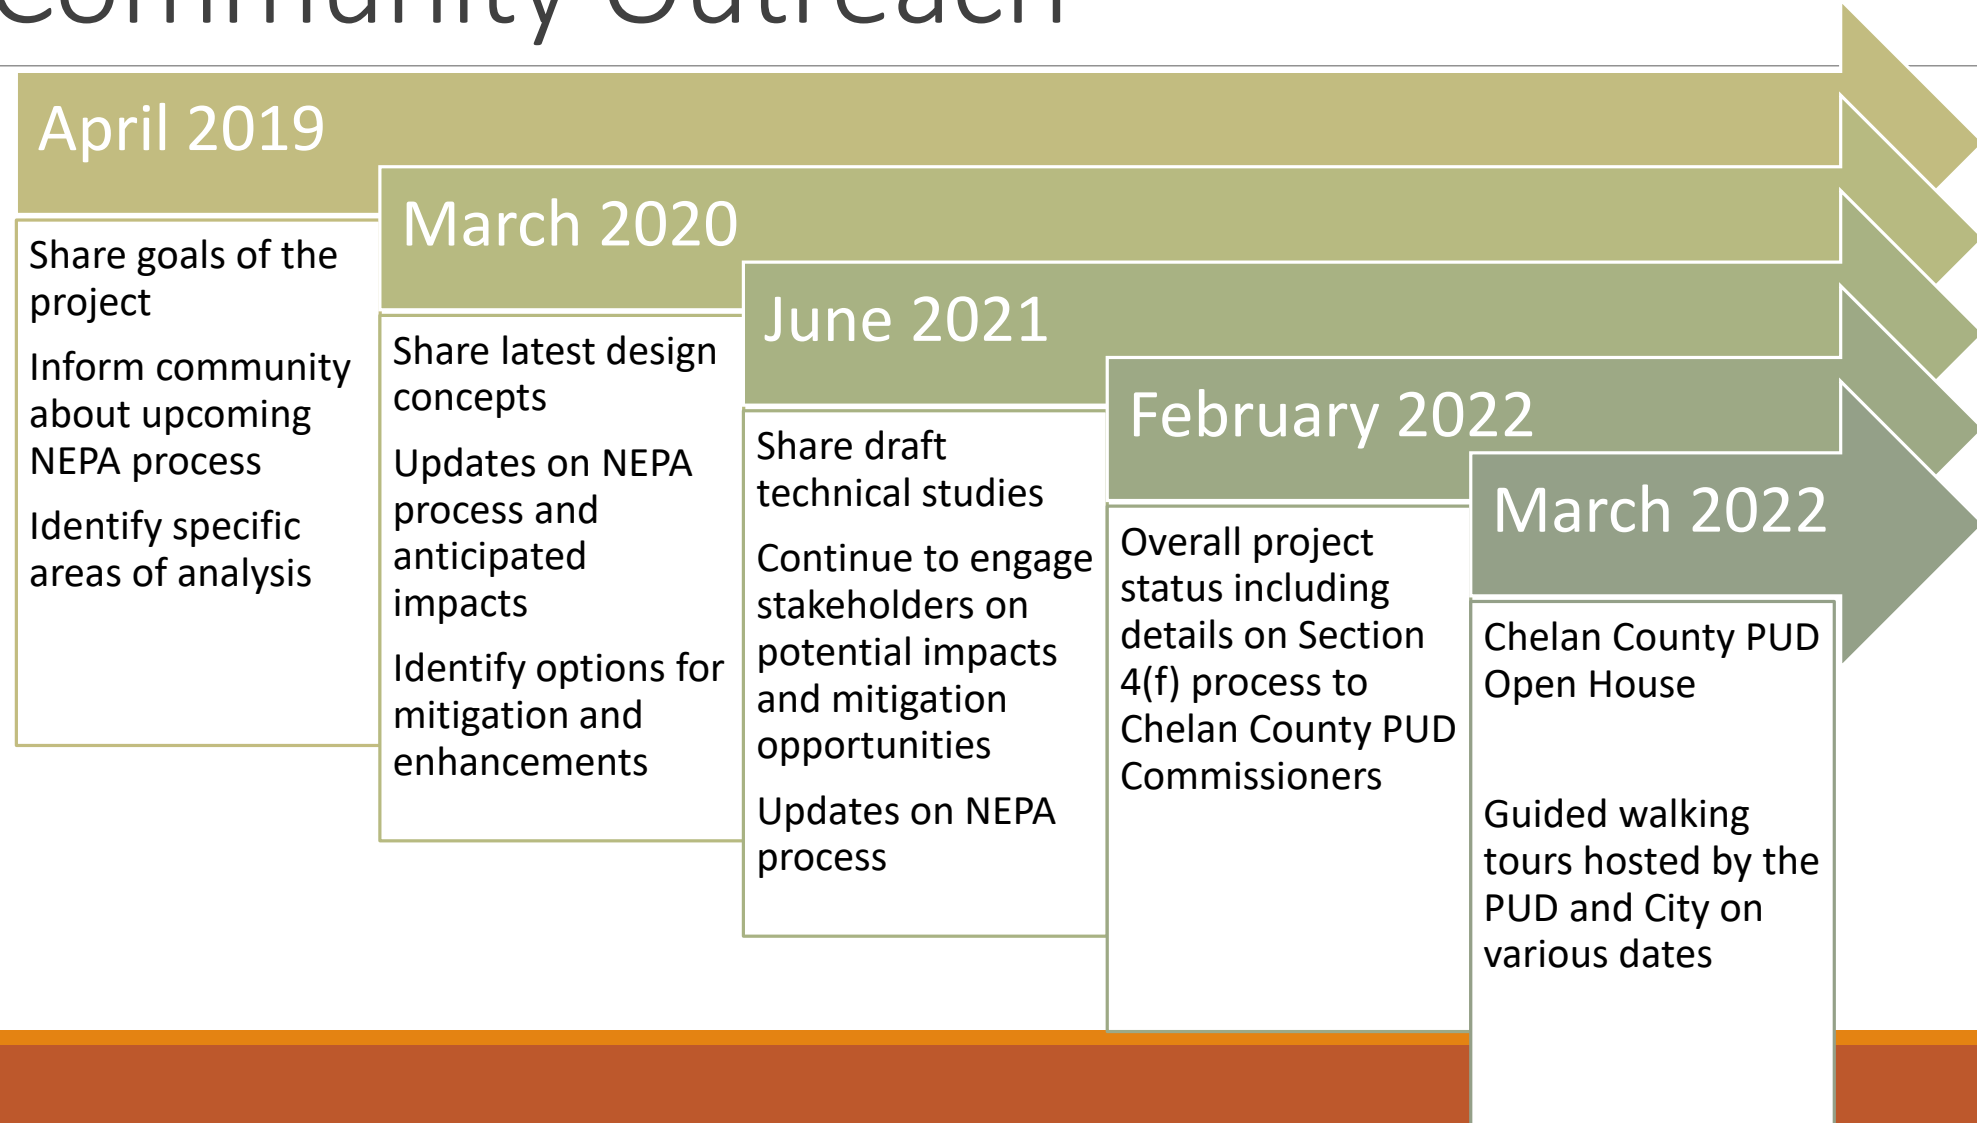 Community Outreach
April 2019
Share goals of the
project
Inform community
about upcoming
NEPA process
Identify specific
areas of analysis
March 2020
Share latest design
concepts
Updates on NEPA
process and
anticipated
impacts
Identify options for
mitigation and
enhancements
June 2021
Share draft
technical studies
Continue to engage
stakeholders on
potential impacts
and mitigation
opportunities
Updates on NEPA
process
February 2022
Overall project
status including
details on Section
4(f) process to
Chelan County PUD
Commissioners
March 2022
Chelan County PUD
Open House
Guided walking
tours hosted by the
PUD and City on
various dates